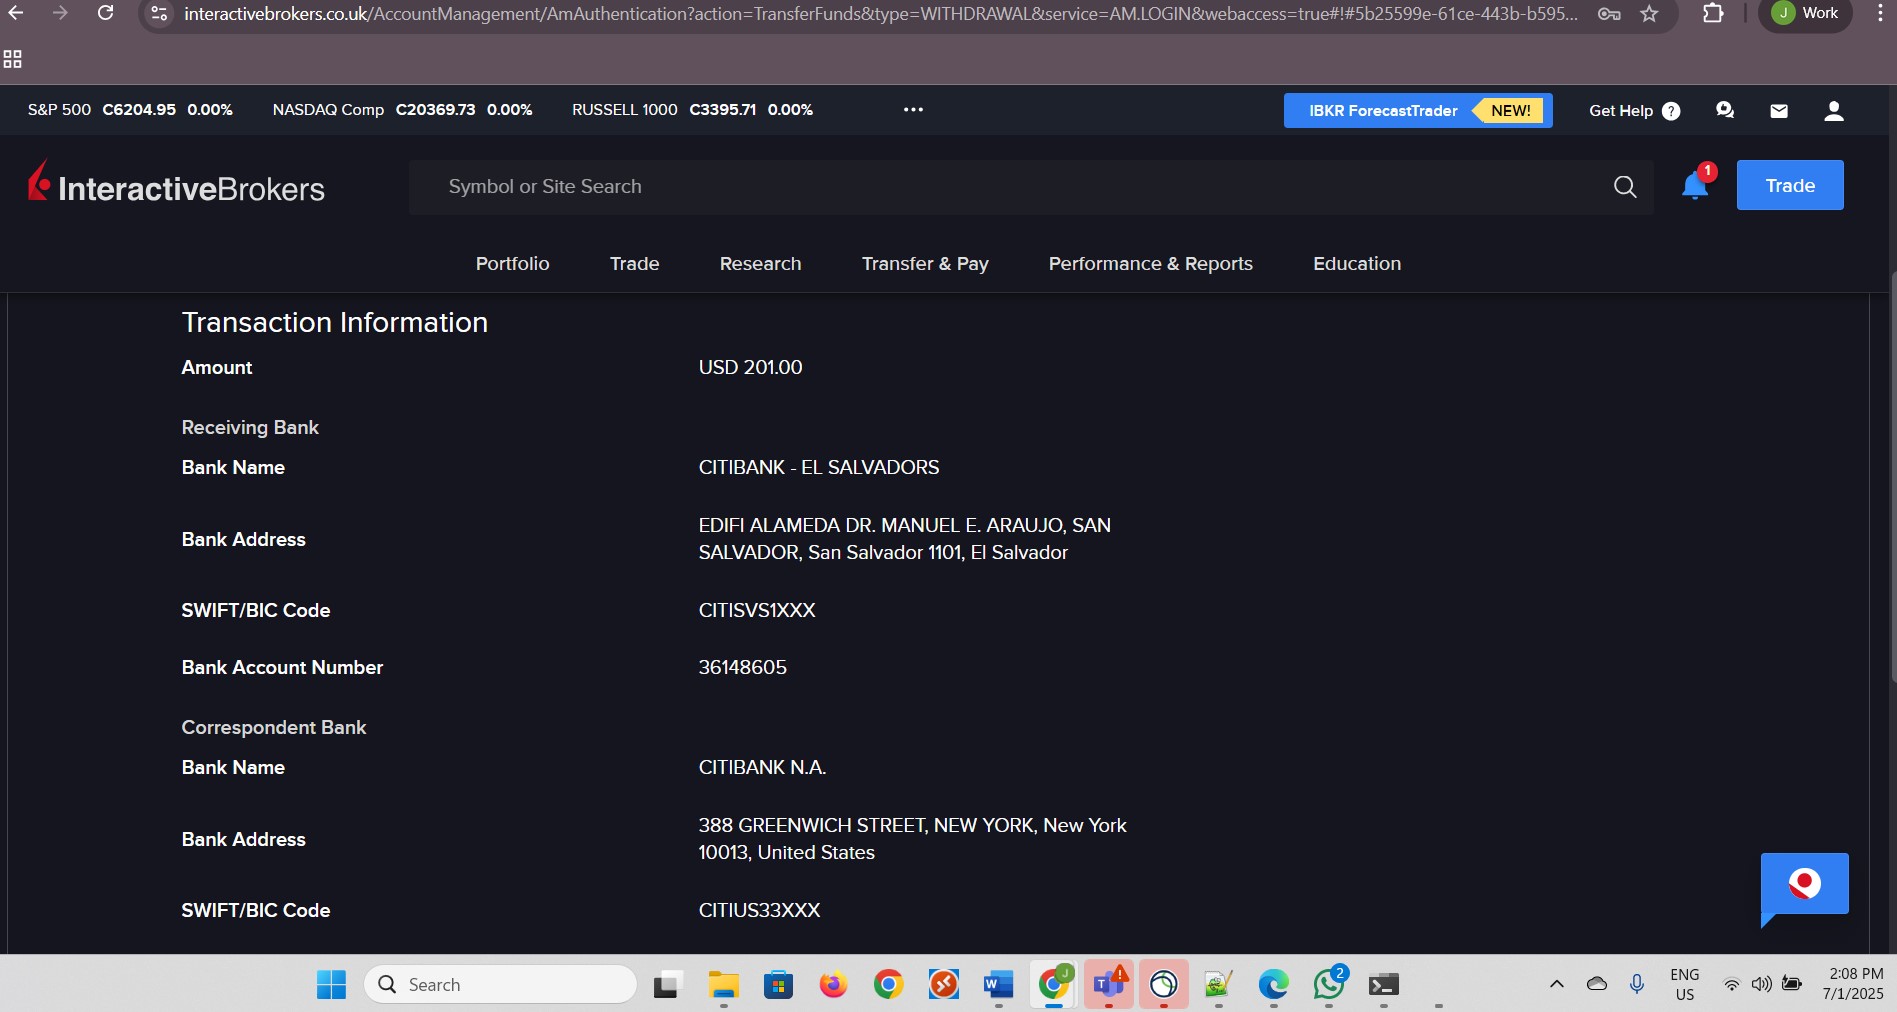 interactivebrokers.co.uk/AccountManagement/AmAuthentication?action=TransferFunds&type=WITHDRAWAL&service=AM.LOGIN&webaccess=true#!#5b25599e-61ce-443b-b595...
J Work
S&P 500 C6204.95 0.00% NASDAQ Comp C20369.73 0.00% RUSSELL 1000 C3395.71 0.00% ••• IBKR ForecastTrader NEW! Get Help ?
InteractiveBrokers Symbol or Site Search 1 Trade
Portfolio Trade Research Transfer & Pay Performance & Reports Education
Transaction Information
Amount USD 201.00
Receiving Bank
Bank Name CITIBANK - EL SALVADORS
Bank Address EDIFI ALAMEDA DR. MANUEL E. ARAUJO, SAN
SALVADOR, San Salvador 1101, El Salvador
SWIFT/BIC Code CITISVS1XXX
Bank Account Number 36148605
Correspondent Bank
Bank Name CITIBANK N.A.
Bank Address 388 GREENWICH STREET, NEW YORK, New York
10013, United States
SWIFT/BIC Code CITIUS33XXX
Search W J T 2 ENG
US 2:08 PM
7/1/2025